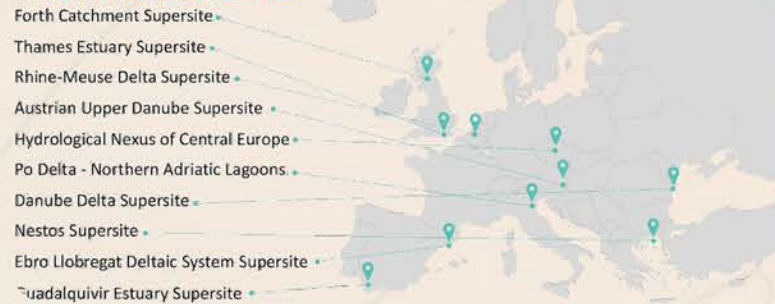 Forth Catchment Supersite
Thames Estuary Supersite
Rhine-Meuse Delta Supersite
Austrian Upper Danube Supersite
Hydrological Nexus of Central Europe
Po Delta - Northern Adriatic Lagoons
Danube Delta Supersite
Nestos Supersite
Ebro Llobregat Deltaic System Supersite
Guadalquivir Estuary Supersite